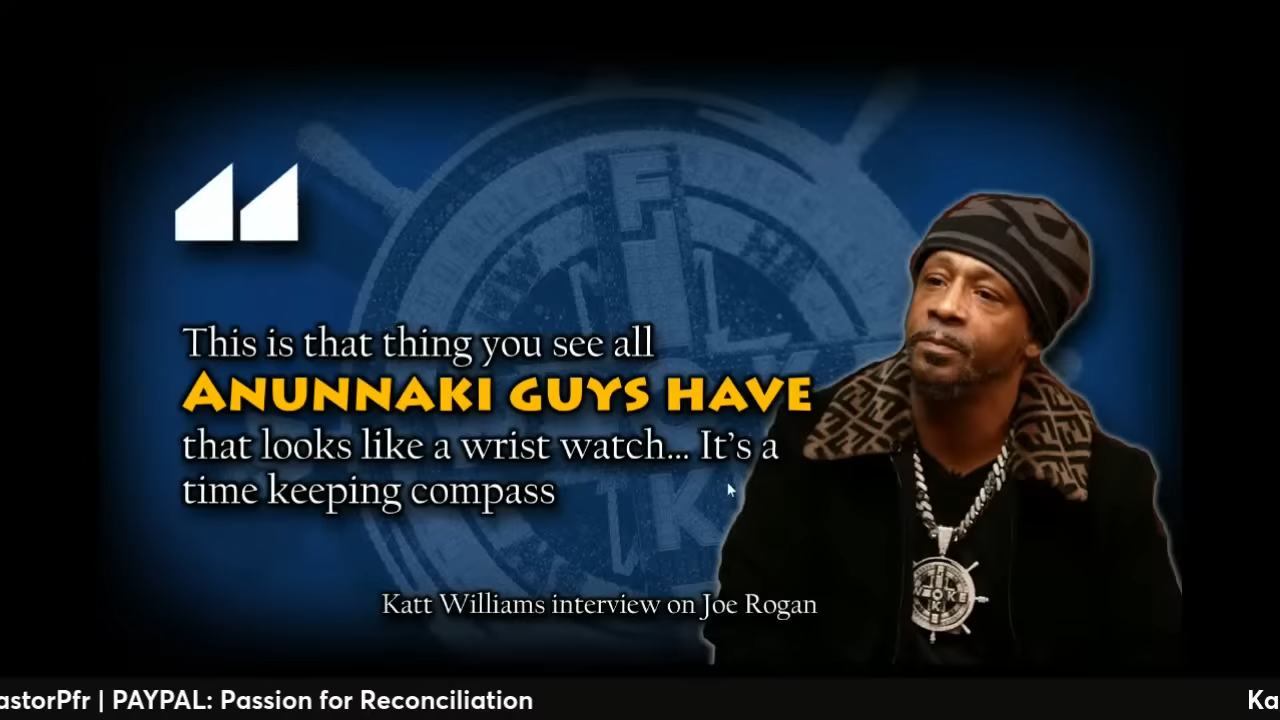 This is that thing you see all
ANUNNAKI GUYS HAVE
that looks like a wrist watch... It's a
time keeping compass
Katt Williams interview on Joe Rogan
astorPfr | PAYPAL: Passion for Reconciliation
Ka